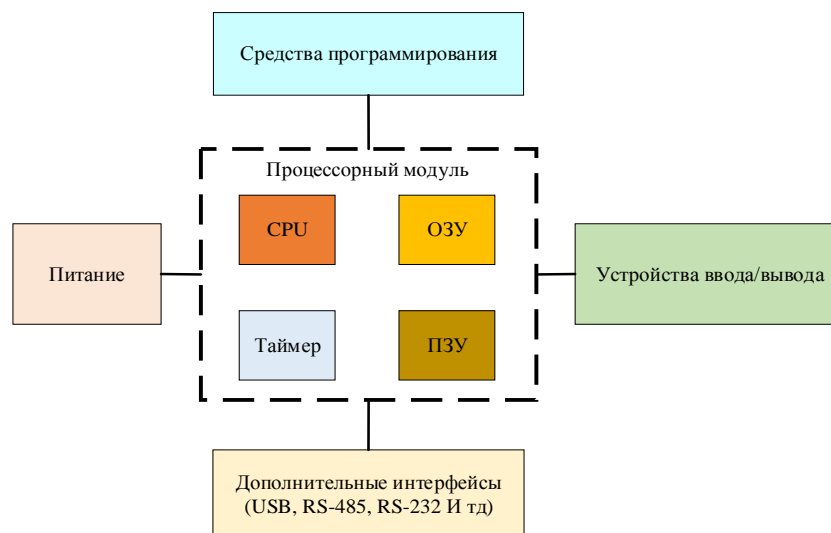 Средства программирования
Процессорный модуль
CPU
ОЗУ
Питание
Устройства ввода/вывода
Таймер
ПЗУ
Дополнительные интерфейсы
(USB, RS-485, RS-232 И тд)